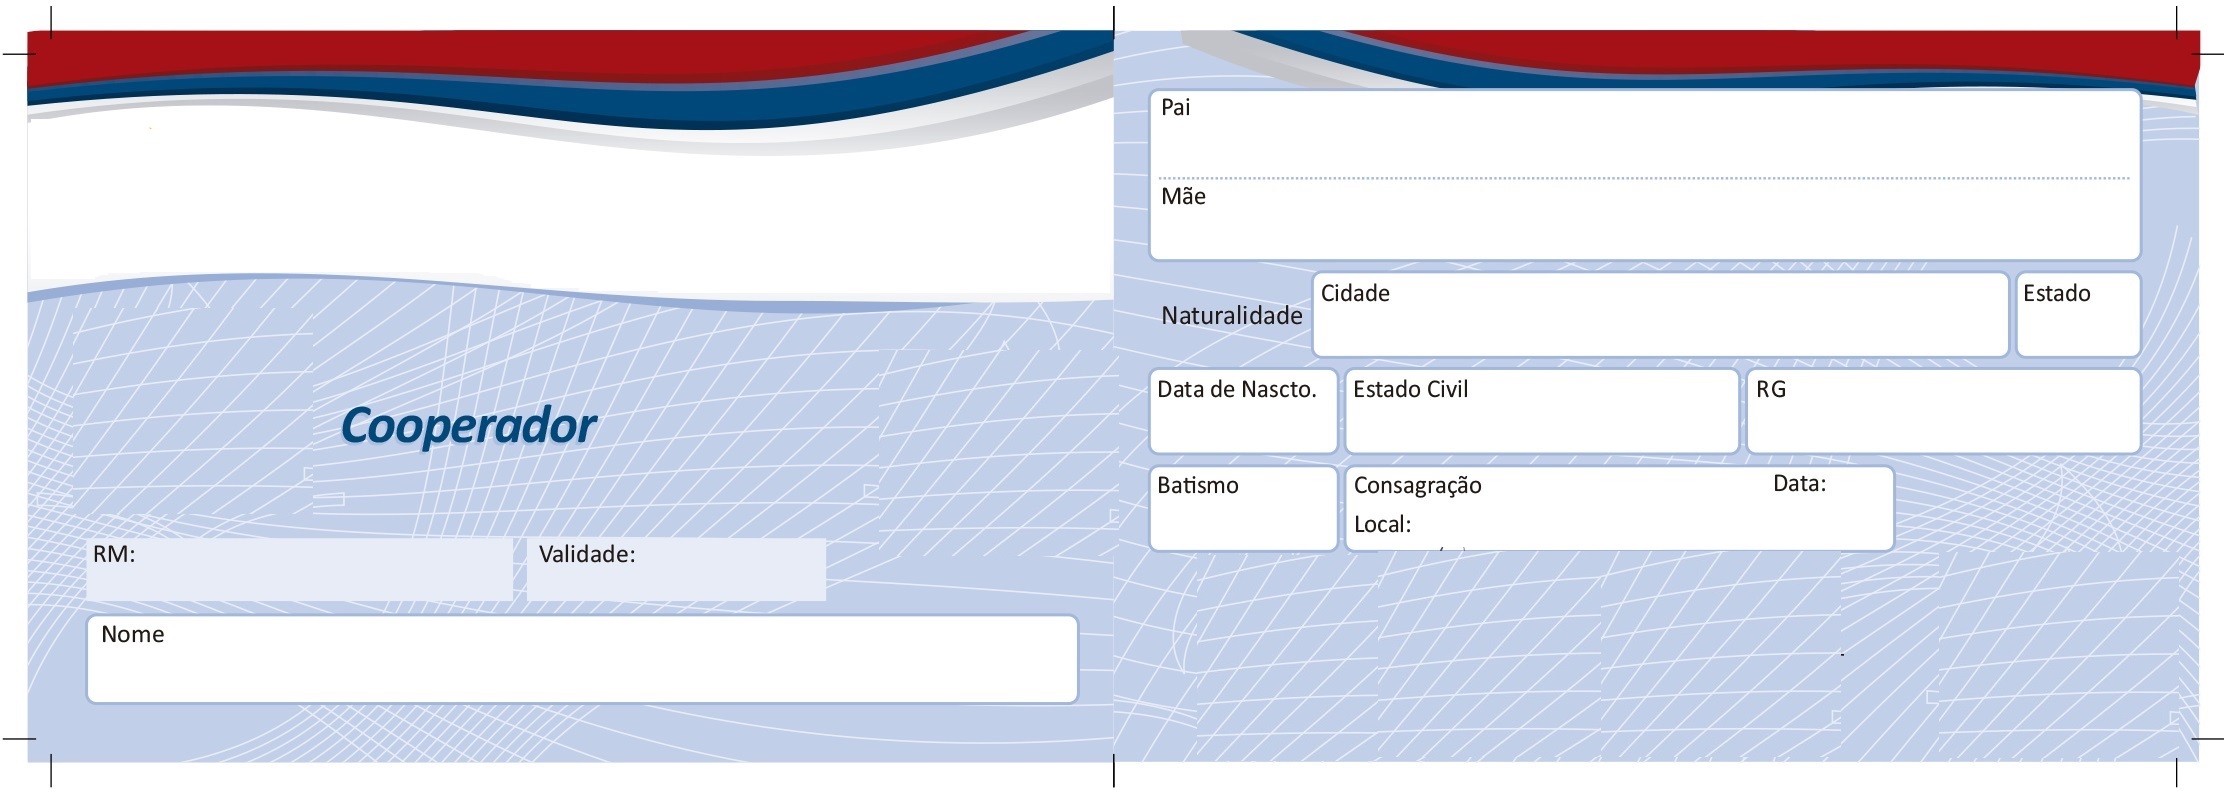 Cooperador
RM:
Validade:
Nome
Pai
Mãe
Naturalidade
Cidade
Estado
Data de Nascto.
Estado Civil
RG
Batismo
Consagração
Data:
Local: